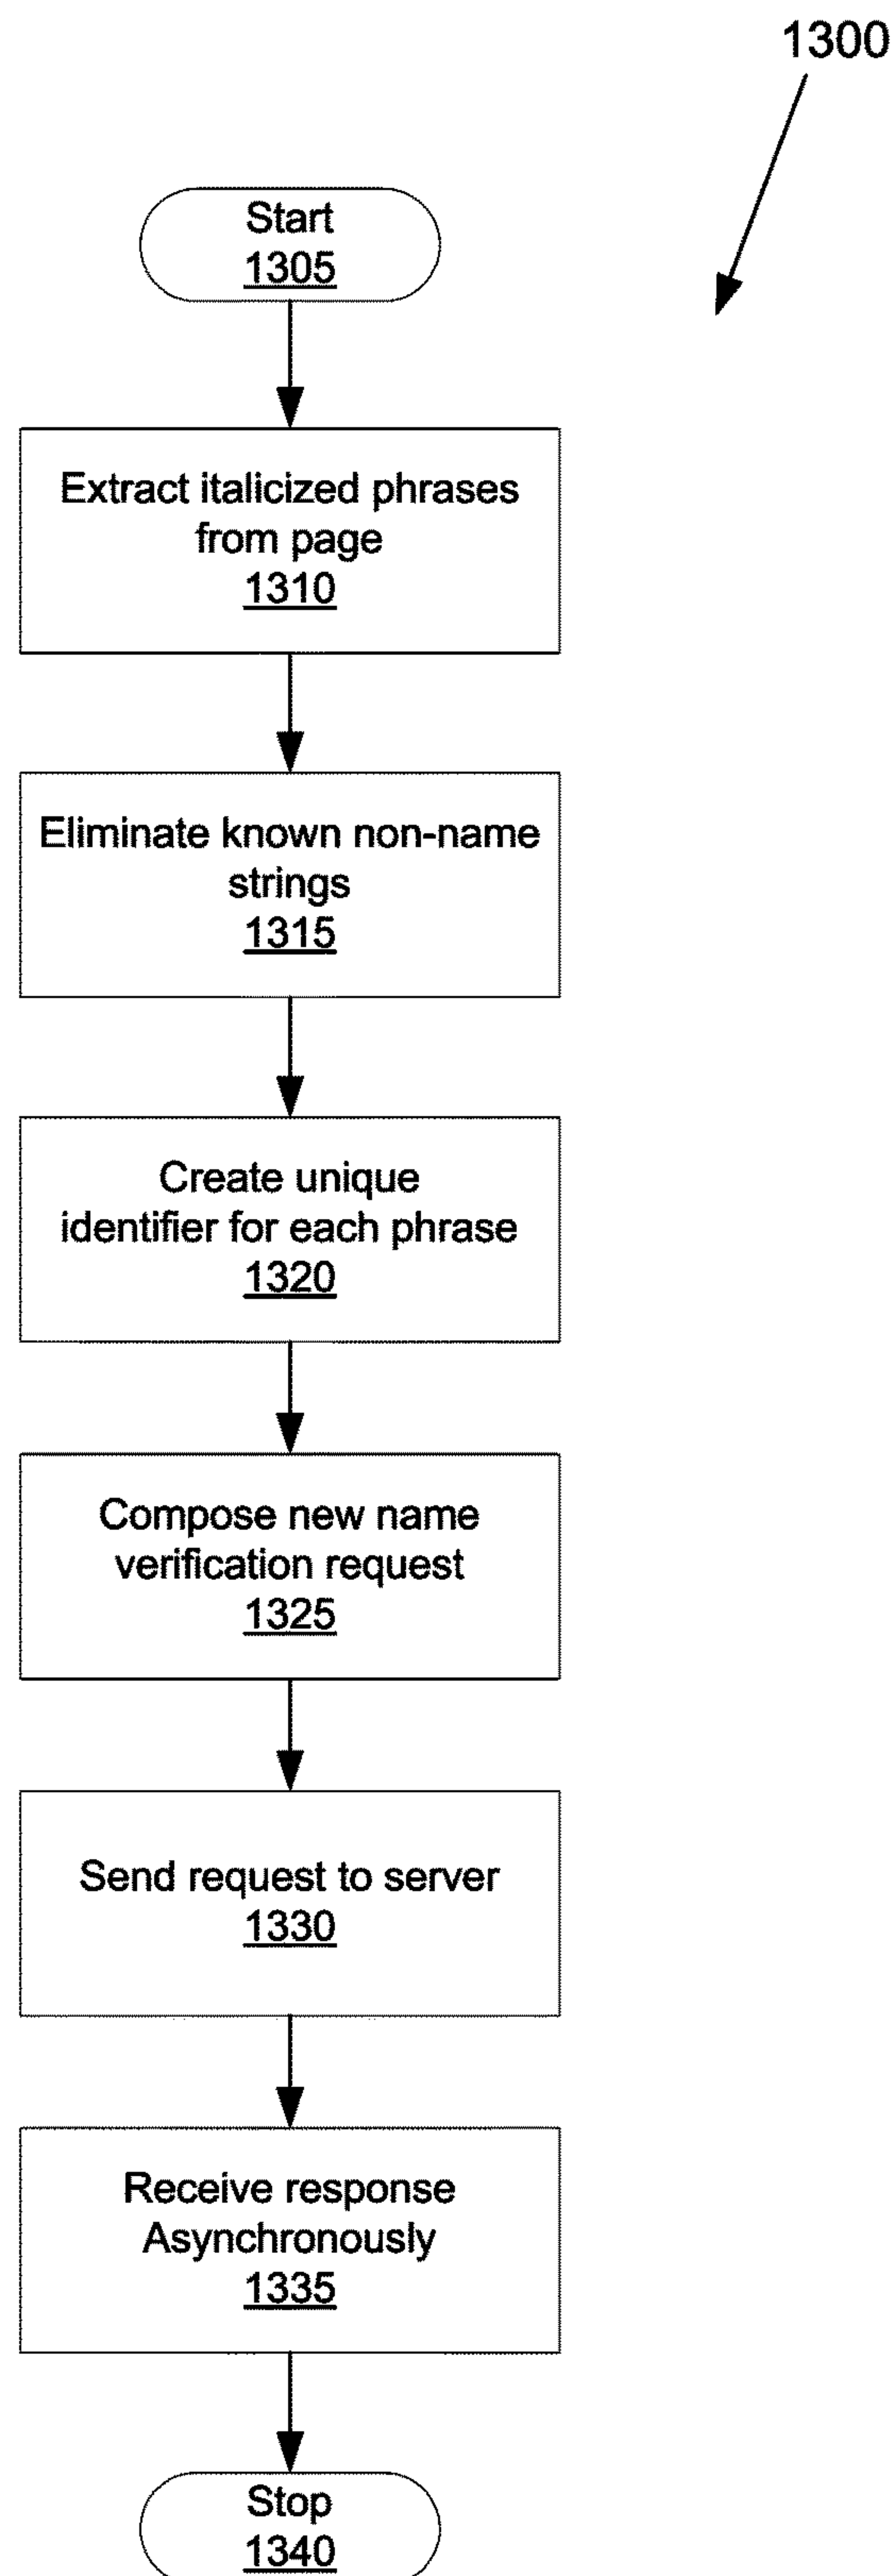 1300
Start
1305
Extract italicized phrases
from page
1310
Eliminate known non-name
strings
1315
Create unique
identifier for each phrase
1320
Compose new name
verification request
1325
Send request to server
1330
Receive response
Asynchronously
1335
Stop
1340